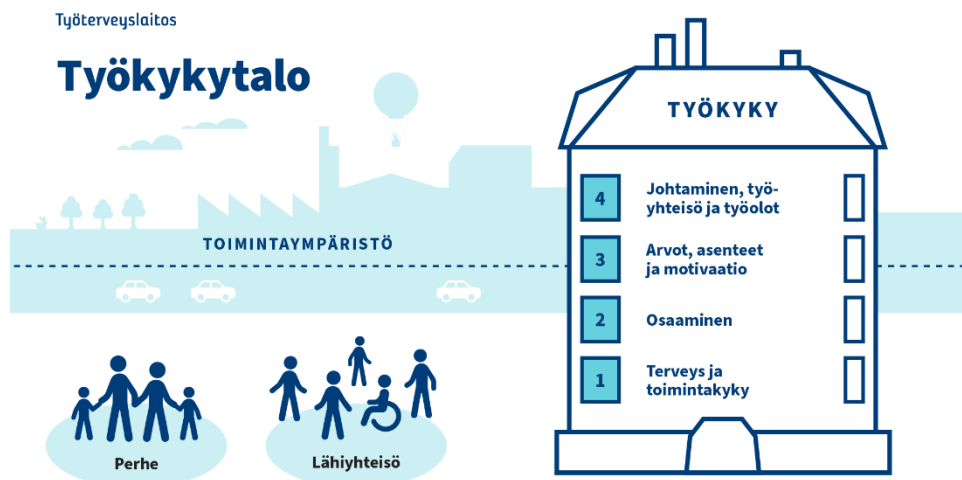 Työterveyslaitos
Työkykytalo
TYÖKYKY
4
Johtaminen, työ-
yhteisö ja työolot
TOIMINTAYMPÄRISTÖ
3
Arvot, asenteet
ja motivaatio
2
Osaaminen
1
Terveys ja
toimintakyky
Perhe
Lähiyhteisö